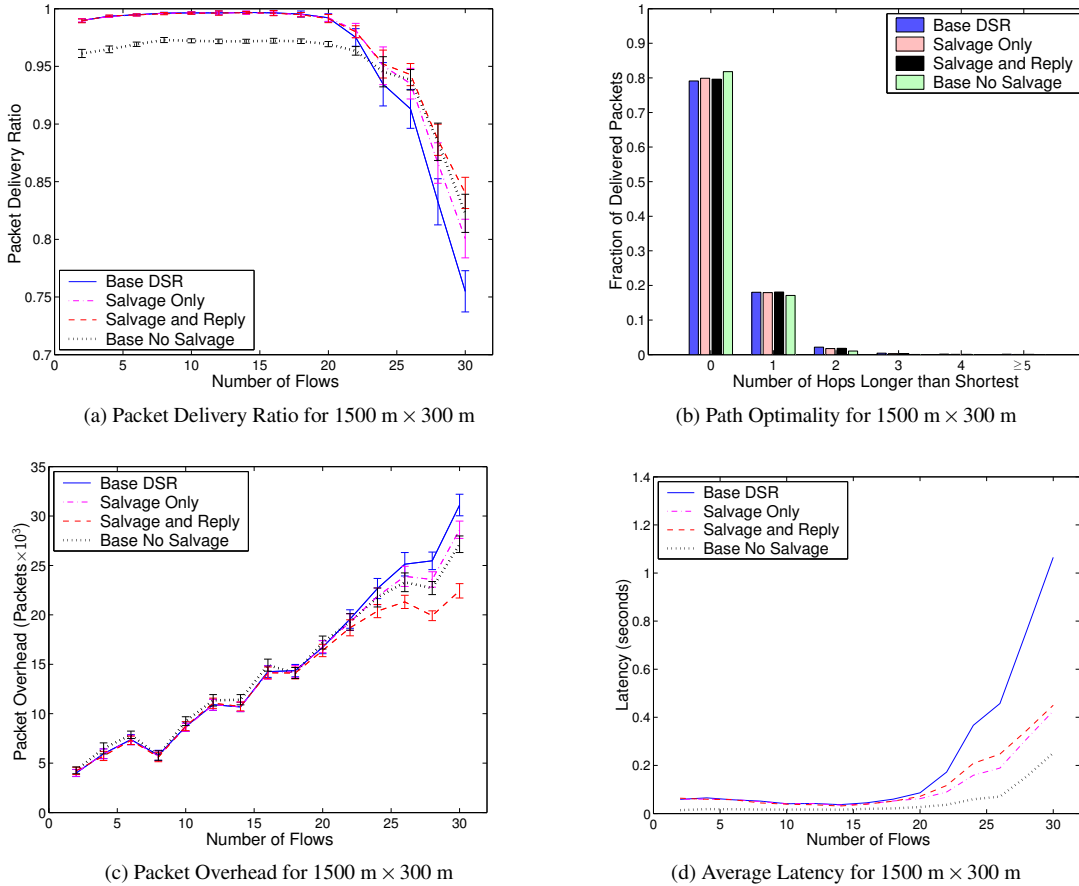 1
0.95
0.9
0.85
0.8
0.75
0.7
Packet Delivery Ratio
Base DSR
Salvage Only
Salvage and Reply
Base No Salvage
0 5 10 15 20 25 30
Number of Flows
(a) Packet Delivery Ratio for 1500 m × 300 m
1
0.9
0.8
0.7
0.6
0.5
0.4
0.3
0.2
0.1
0
Fraction of Delivered Packets
Base DSR
Salvage Only
Salvage and Reply
Base No Salvage
0 1 2 3 4 ≥5
Number of Hops Longer than Shortest
(b) Path Optimality for 1500 m × 300 m
35
30
25
20
15
10
5
0
Packet Overhead (Packets×10³)
Base DSR
Salvage Only
Salvage and Reply
Base No Salvage
0 5 10 15 20 25 30
Number of Flows
(c) Packet Overhead for 1500 m × 300 m
1.4
1.2
1
0.8
0.6
0.4
0.2
0
Latency (seconds)
Base DSR
Salvage Only
Salvage and Reply
Base No Salvage
0 5 10 15 20 25 30
Number of Flows
(d) Average Latency for 1500 m × 300 m